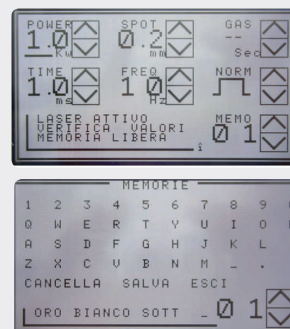 POWER SPOT GAS
1.0 Kw 0.2 mm -- Sec
TIME FREQ NORM
1.0 ms 1 0 Hz
LASER ATTIVO
VERIFICA VALORI
MEMORIA LIBERA
i
MEMO
0 1
MEMORIE
1 2 3 4 5 6 7 8 9
Q W E R T Y U I O
A S D F G H J K L
Z X C V B N M _ .
CANCELLA SALVA ESCI
ORO BIANCO SOTT _ 0 1